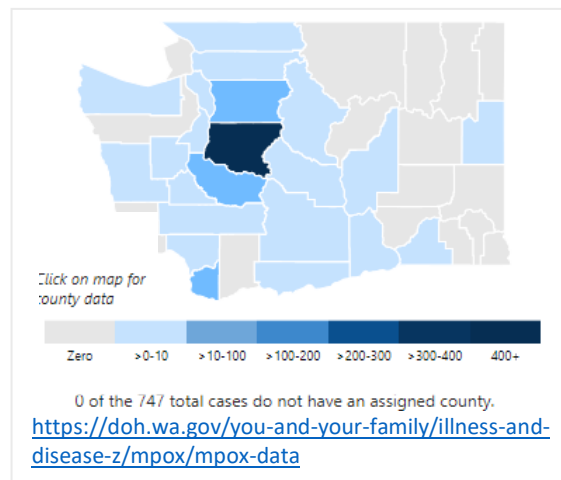 Click on map for
county data
Zero >0-10 >10-100 >100-200 >200-300 >300-400 400+
0 of the 747 total cases do not have an assigned county.
https://doh.wa.gov/you-and-your-family/illness-and-
disease-z/mpox/mpox-data